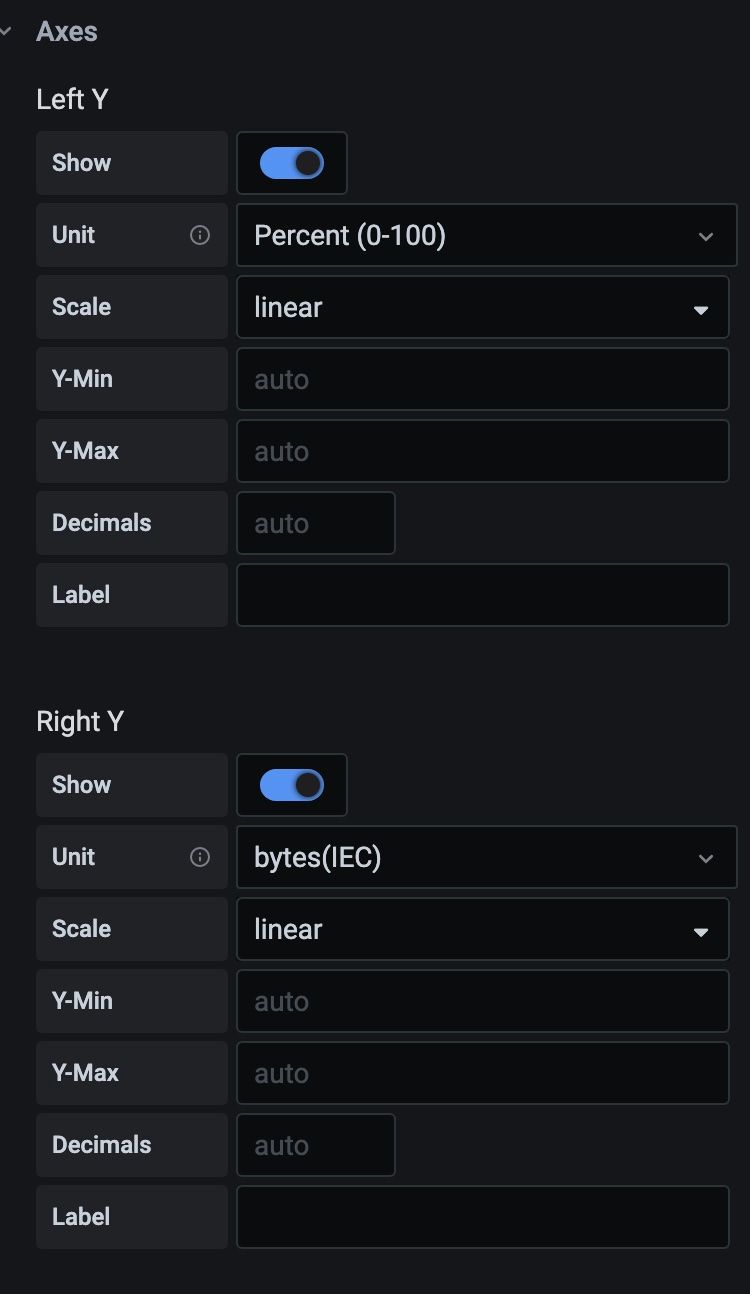 Axes
Left Y
Show
Unit Percent (0-100)
Scale linear
Y-Min auto
Y-Max auto
Decimals auto
Label
Right Y
Show
Unit bytes(IEC)
Scale linear
Y-Min auto
Y-Max auto
Decimals auto
Label